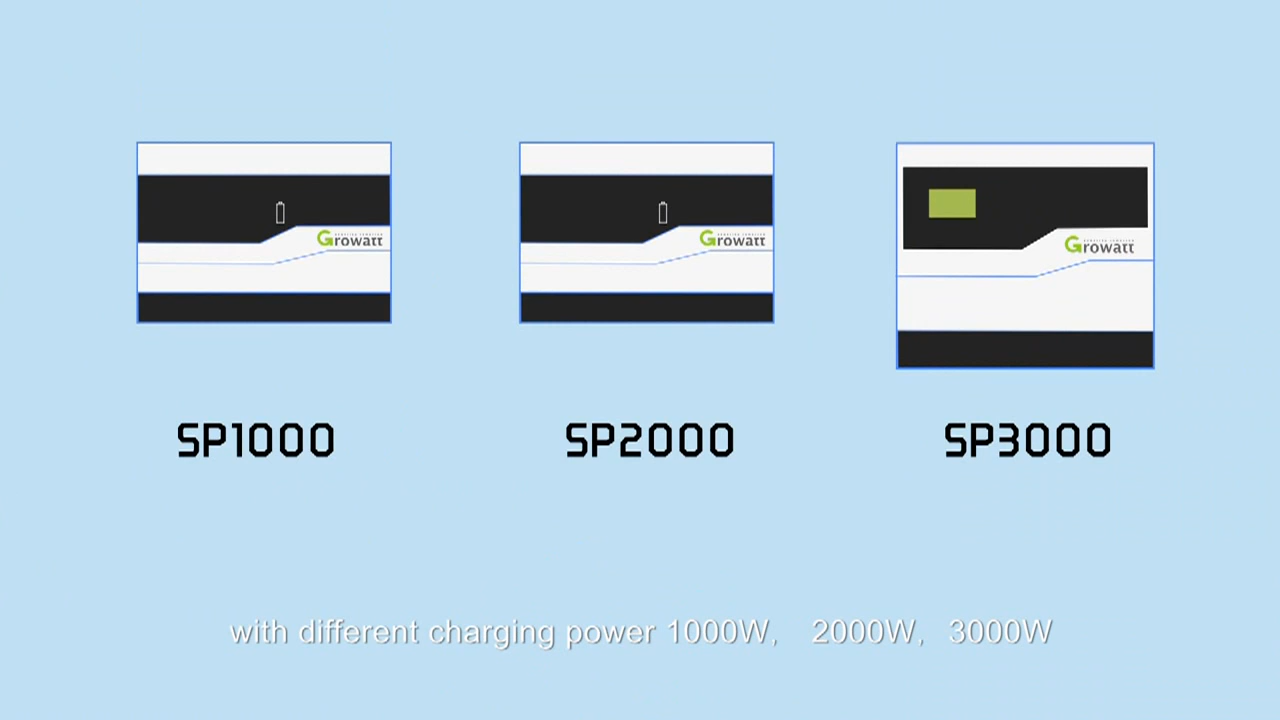 Growatt
Growatt
Growatt
SP1000
SP2000
SP3000
with different charging power 1000W, 2000W, 3000W